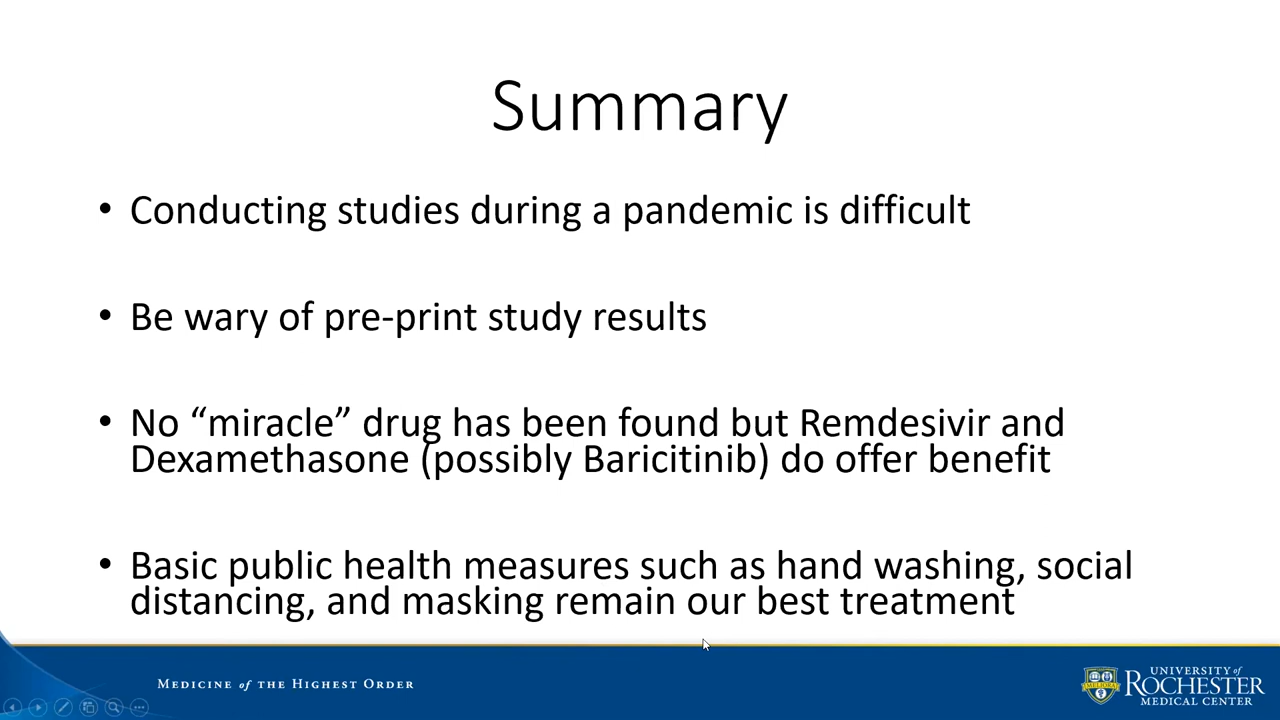 Summary
• Conducting studies during a pandemic is difficult
• Be wary of pre-print study results
• No “miracle” drug has been found but Remdesivir and
Dexamethasone (possibly Baricitinib) do offer benefit
• Basic public health measures such as hand washing, social
distancing, and masking remain our best treatment
MEDICINE of THE HIGHEST ORDER
UNIVERSITY of
ROCHESTER
MEDICAL CENTER
MELIORA